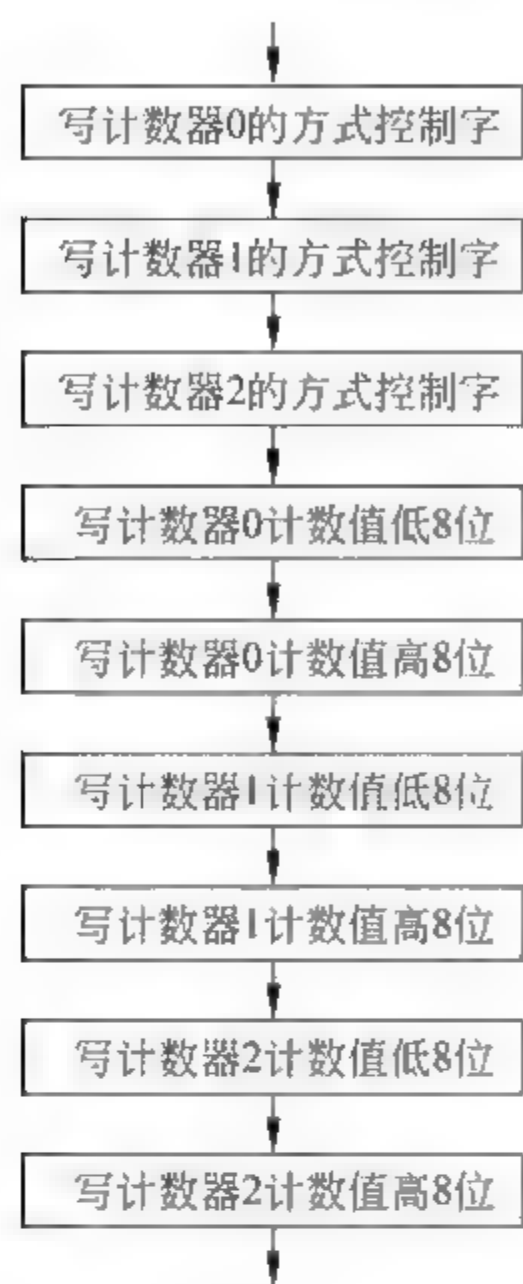 写计数器0的方式控制字
写计数器1的方式控制字
写计数器2的方式控制字
写计数器0计数值低8位
写计数器0计数值高8位
写计数器1计数值低8位
写计数器1计数值高8位
写计数器2计数值低8位
写计数器2计数值高8位